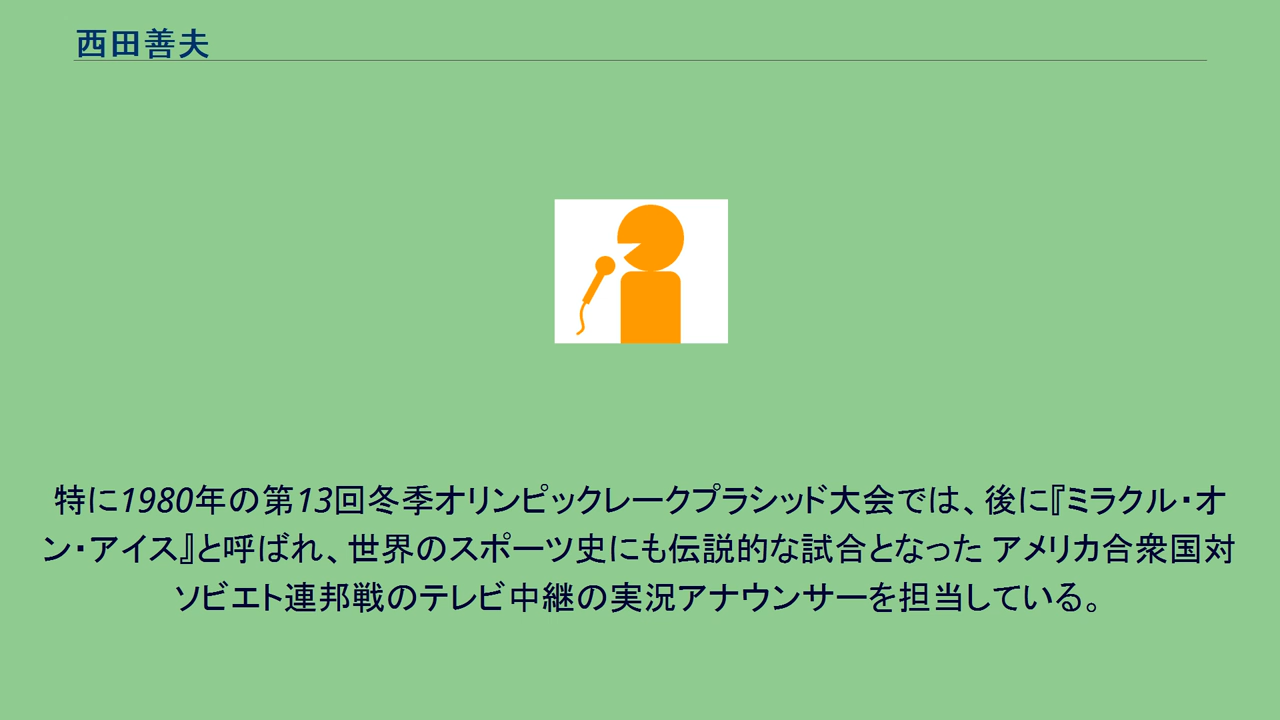 西田善夫
特に1980年の第13回冬季オリンピックレークプラシッド大会では、後に『ミラクル・オ
ン・アイス』と呼ばれ、世界のスポーツ史にも伝説的な試合となった アメリカ合衆国対
ソビエト連邦戦のテレビ中継の実況アナウンサーを担当している。